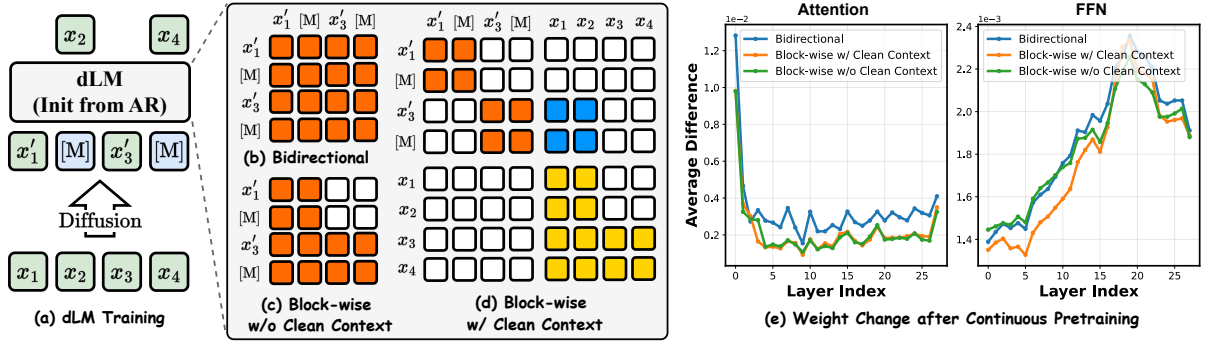 x₂ x₄
dLM
(Init from AR)
x′₁ [M] x′₃ [M]
Diffusion
x₁ x₂ x₃ x₄
(a) dLM Training
x′₁ [M] x′₃ [M]
x′₁
[M]
x′₃
[M]
(b) Bidirectional
x′₁
[M]
x′₃
[M]
(c) Block-wise
w/o Clean Context
x′₁ [M] x′₃ [M] x₁ x₂ x₃ x₄
x′₁
[M]
x′₃
[M]
x₁
x₂
x₃
x₄
(d) Block-wise
w/ Clean Context
Attention
1e−2
Bidirectional
Block-wise w/ Clean Context
Block-wise w/o Clean Context
Average Difference
1.2
1.0
0.8
0.6
0.4
0.2
0 5 10 15 20 25
Layer Index
FFN
1e−3
Bidirectional
Block-wise w/ Clean Context
Block-wise w/o Clean Context
2.4
2.2
2.0
1.8
1.6
1.4
0 5 10 15 20 25
Layer Index
(e) Weight Change after Continuous Pretraining